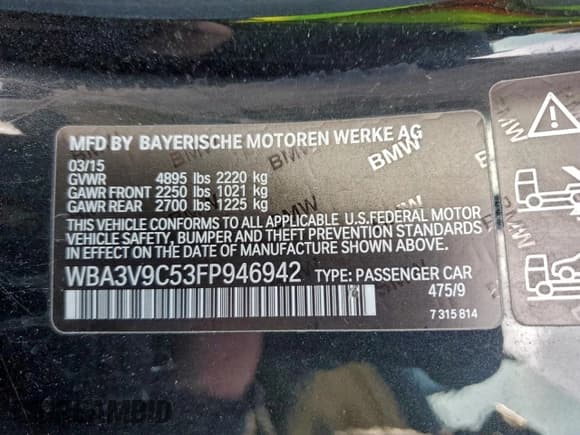 MFD BY BAYERISCHE MOTOREN WERKE AG
03/15
GVWR 4895 lbs 2220 kg
GAWR FRONT 2250 lbs 1021 kg
GAWR REAR 2700 lbs 1225 kg
THIS VEHICLE CONFORMS TO ALL APPLICABLE U.S.FEDERAL MOTOR
VEHICLE SAFETY, BUMPER AND THEFT PREVENTION STANDARDS
IN EFFECT ON THE DATE OF MANUFACTURE SHOWN ABOVE.
WBA3V9C53FP946942 TYPE: PASSENGER CAR
475/9
7 315 814
BMW
BMW